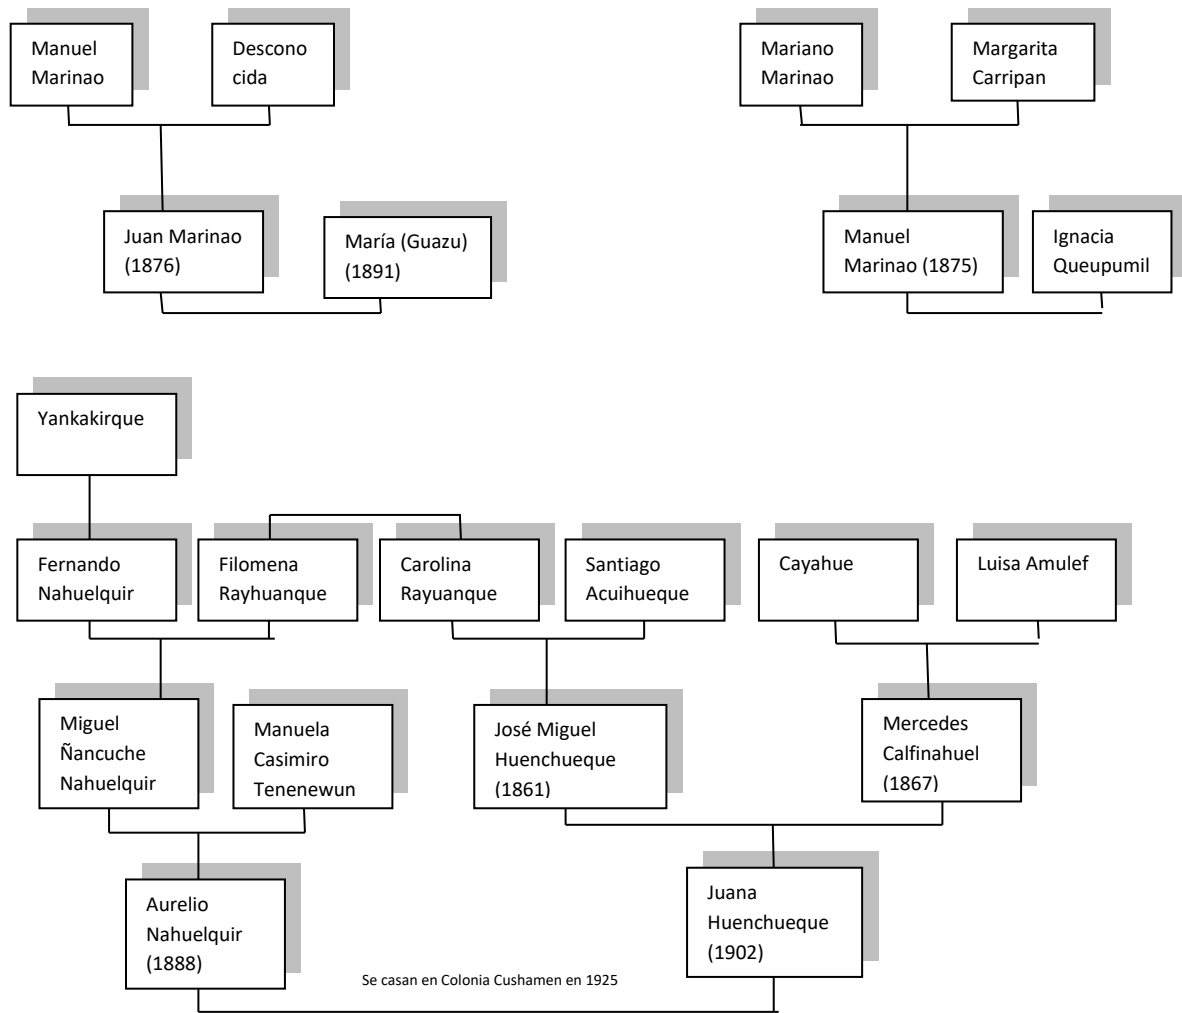 Manuel
Marinao
Descono
cida
Mariano
Marinao
Margarita
Carripan
Juan Marinao
(1876)
María (Guazu)
(1891)
Manuel
Marinao (1875)
Ignacia
Queupumil
Yankakirque
Fernando
Nahuelquir
Filomena
Rayhuanque
Carolina
Rayuanque
Santiago
Acuihueque
Cayahue
Luisa Amulef
Miguel
Ñancuche
Nahuelquir
Manuela
Casimiro
Tenenewun
José Miguel
Huenchueque
(1861)
Mercedes
Calfinahuel
(1867)
Aurelio
Nahuelquir
(1888)
Juana
Huenchueque
(1902)
Se casan en Colonia Cushamen en 1925